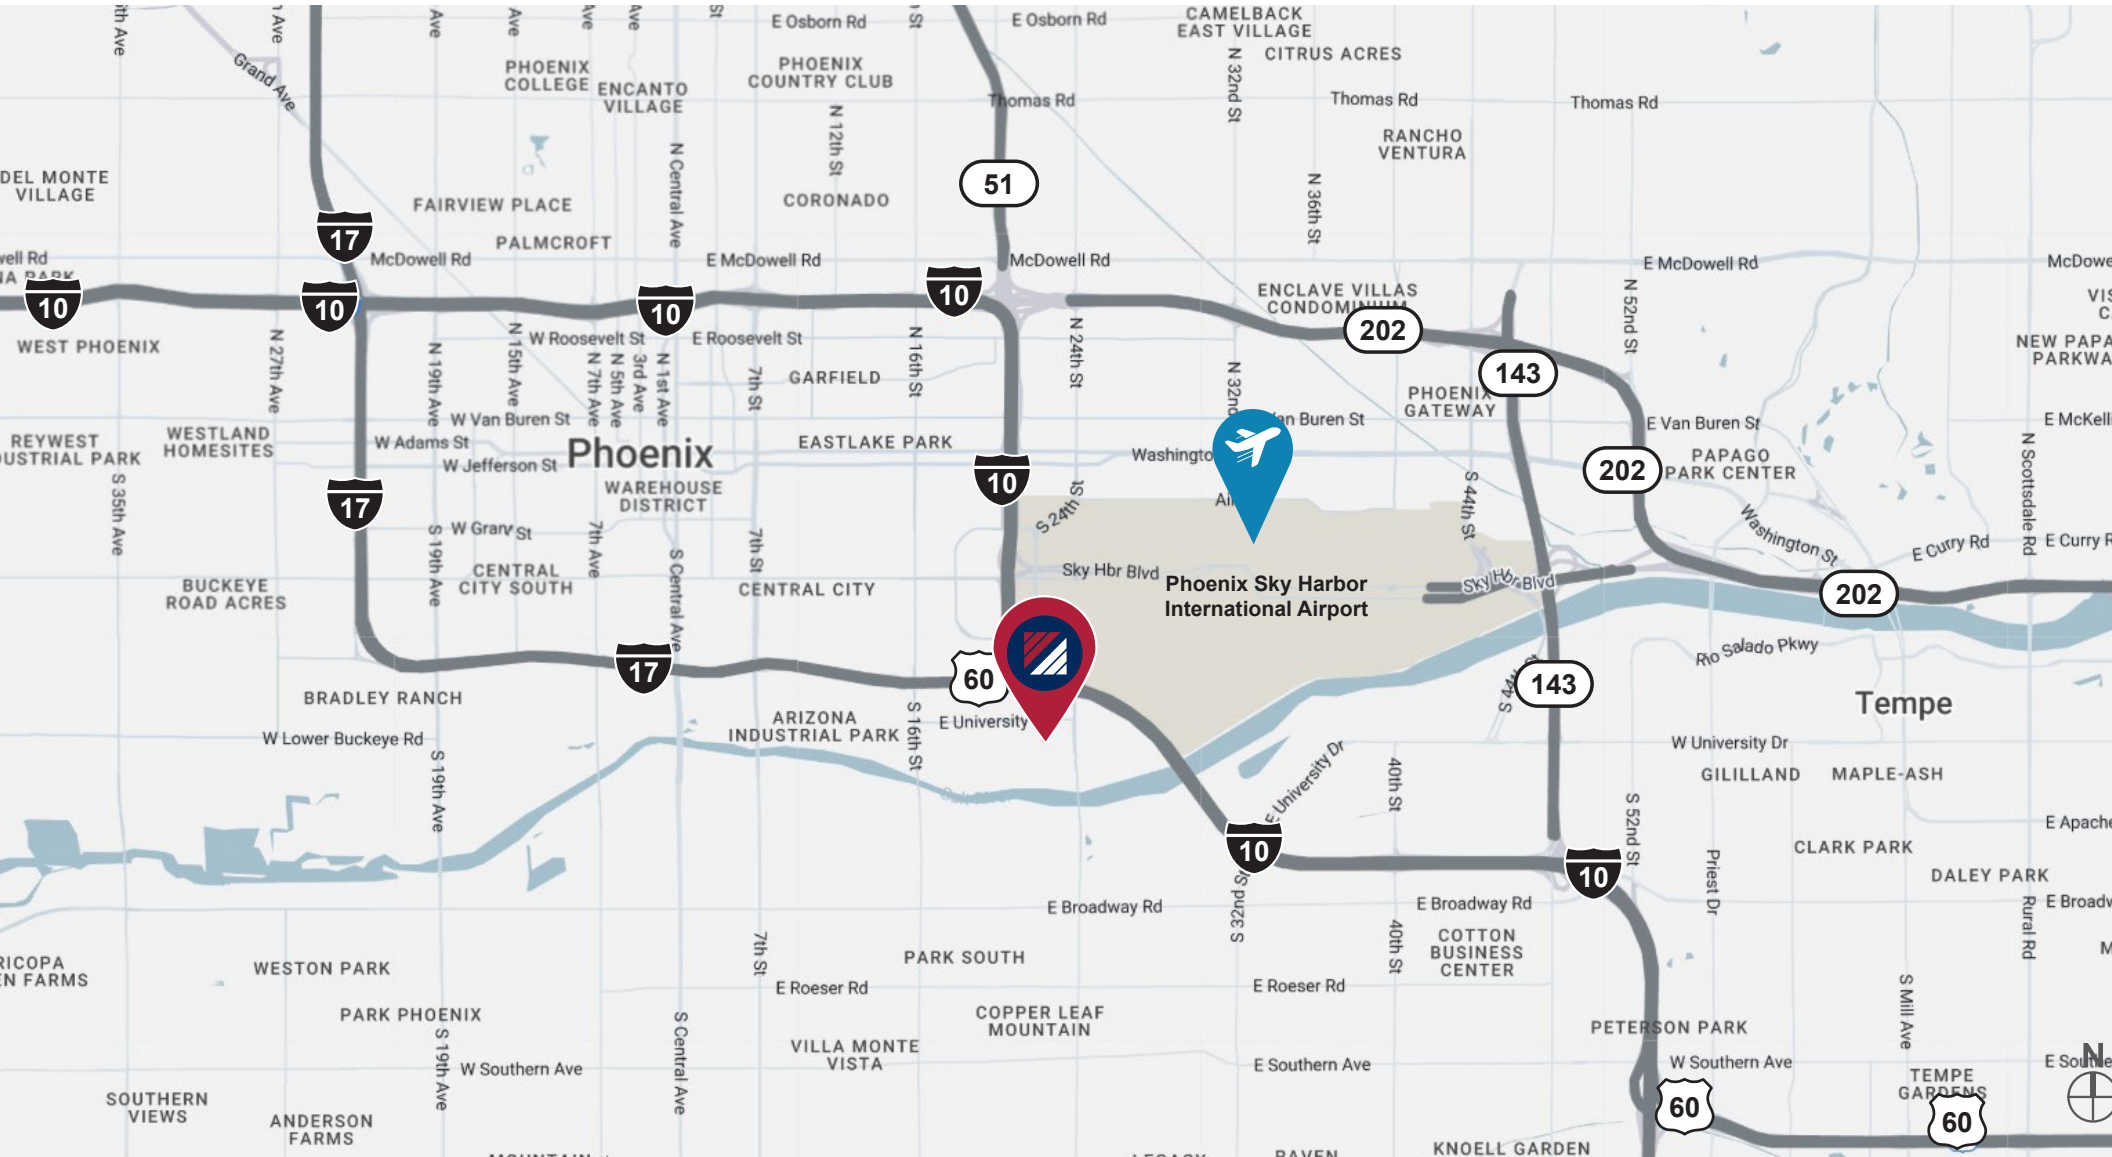 E Osborn Rd
E Osborn Rd
CAMELBACK
EAST VILLAGE
CITRUS ACRES
Grand Ave
PHOENIX
COLLEGE
ENCANTO
VILLAGE
PHOENIX
COUNTRY CLUB
Thomas Rd
N 32nd St
Thomas Rd
Thomas Rd
N 12th St
RANCHO
VENTURA
DEL MONTE
VILLAGE
N Central Ave
51
FAIRVIEW PLACE
CORONADO
N 36th St
17
PALMCROFT
McDowell Rd
E McDowell Rd
McDowell Rd
E McDowell Rd
10
10
10
10
ENCLAVE VILLAS
CONDOMINIUM
202
N 52nd St
WEST PHOENIX
N 27th Ave
N 19th Ave
N 15th Ave
W Roosevelt St
N 7th Ave
N 5th Ave
3rd Ave
N 1st Ave
E Roosevelt St
7th St
GARFIELD
N 16th St
N 24th St
N 32nd
143
PHOENIX
GATEWAY
W Van Buren St
E Van Buren St
REYWEST
WESTLAND
HOMESITES
W Adams St
W Jefferson St
Phoenix
EASTLAKE PARK
202
PAPAGO
PARK CENTER
N Scottsdale Rd
S 35th Ave
17
WAREHOUSE
DISTRICT
10
S 24th St
S 44th St
Washington St
E Curry Rd
W Grant St
S 19th Ave
7th Ave
S Central Ave
7th St
BUCKEYE
ROAD ACRES
CENTRAL
CITY SOUTH
CENTRAL CITY
Sky Hbr Blvd
Phoenix Sky Harbor
International Airport
Sky Hbr Blvd
202
17
60
Rio Salado Pkwy
143
BRADLEY RANCH
Tempe
W Lower Buckeye Rd
S 19th Ave
ARIZONA
INDUSTRIAL PARK
S 16th St
E University
E University Dr
40th St
W University Dr
GILILLAND
MAPLE-ASH
S 52nd St
10
10
CLARK PARK
DALEY PARK
Priest Dr
Rural Rd
E Broadway Rd
S 32nd St
E Broadway Rd
40th St
COTTON
BUSINESS
CENTER
WESTON PARK
7th St
PARK SOUTH
E Roeser Rd
E Roeser Rd
S Mill Ave
PARK PHOENIX
S 19th Ave
S Central Ave
COPPER LEAF
MOUNTAIN
PETERSON PARK
VILLA MONTE
VISTA
W Southern Ave
E Southern Ave
W Southern Ave
N
SOUTHERN
VIEWS
ANDERSON
FARMS
TEMPE
GARDENS
60
60
KNOELL GARDEN